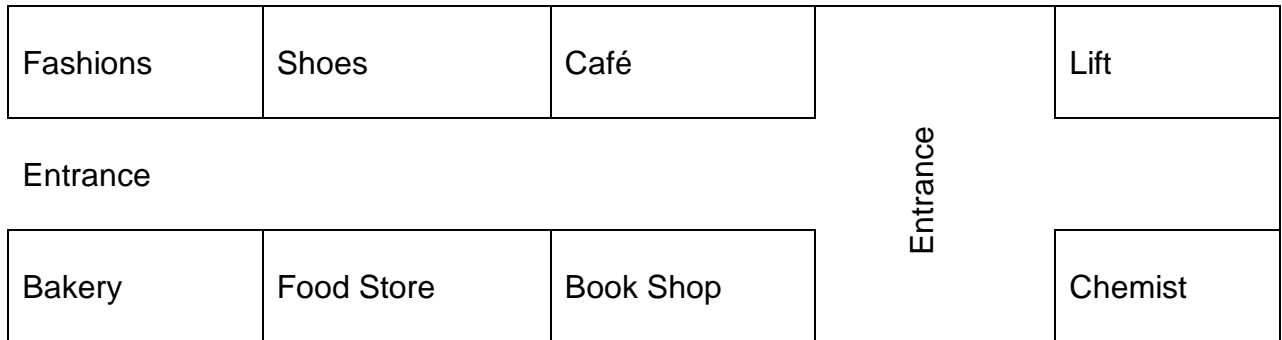 Fashions
Shoes
Café
Lift
Entrance
Entrance
Bakery
Food Store
Book Shop
Chemist